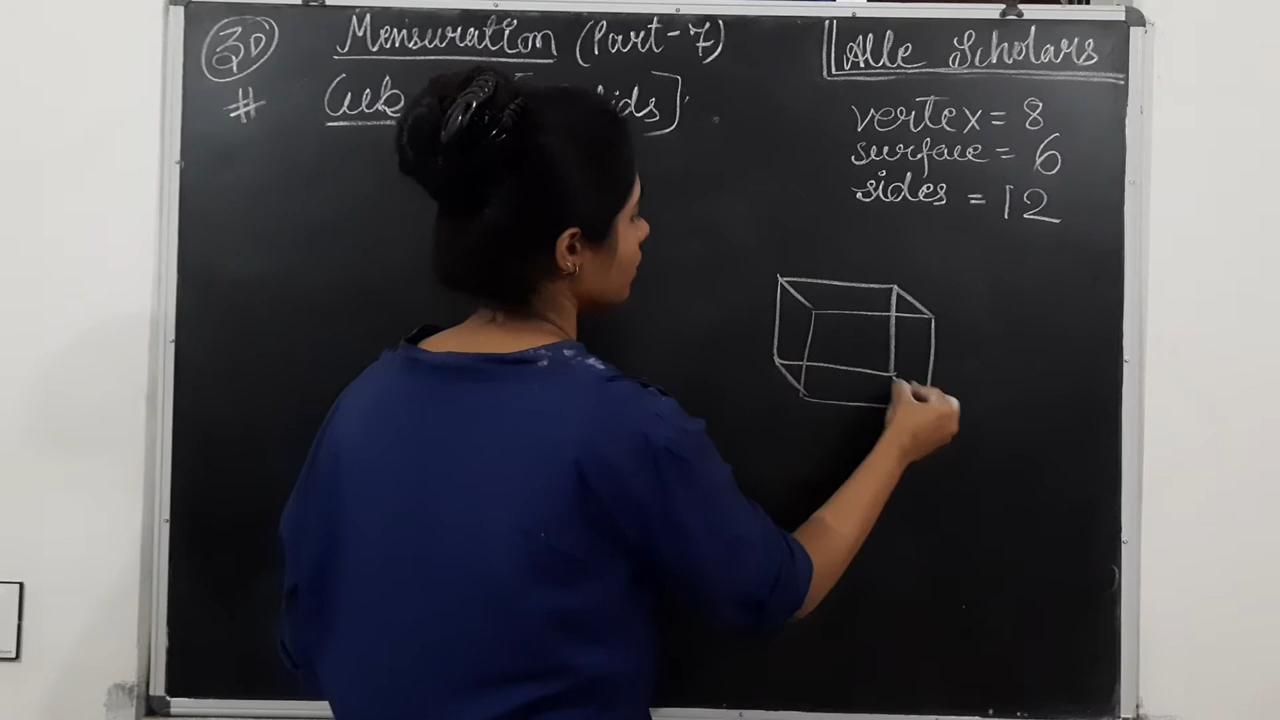 3D Mensuration (Part-7)
Alle Scholars
#
vertex = 8
surface = 6
sides = 12